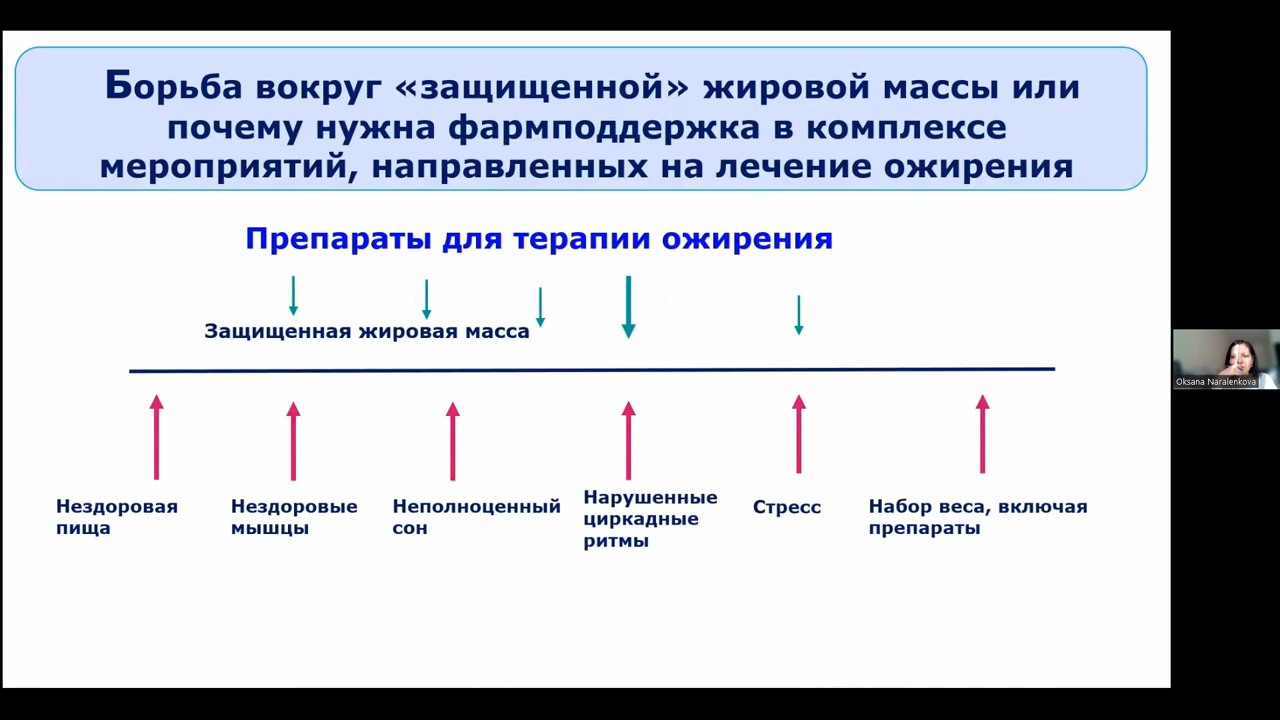 Борьба вокруг «защищенной» жировой массы или
почему нужна фармподдержка в комплексе
мероприятий, направленных на лечение ожирения
Препараты для терапии ожирения
Защищенная жировая масса
Нездоровая
пища
Нездоровые
мышцы
Неполноценный
сон
Нарушенные
циркадные
ритмы
Стресс
Набор веса, включая
препараты
Oksana Naralenkova